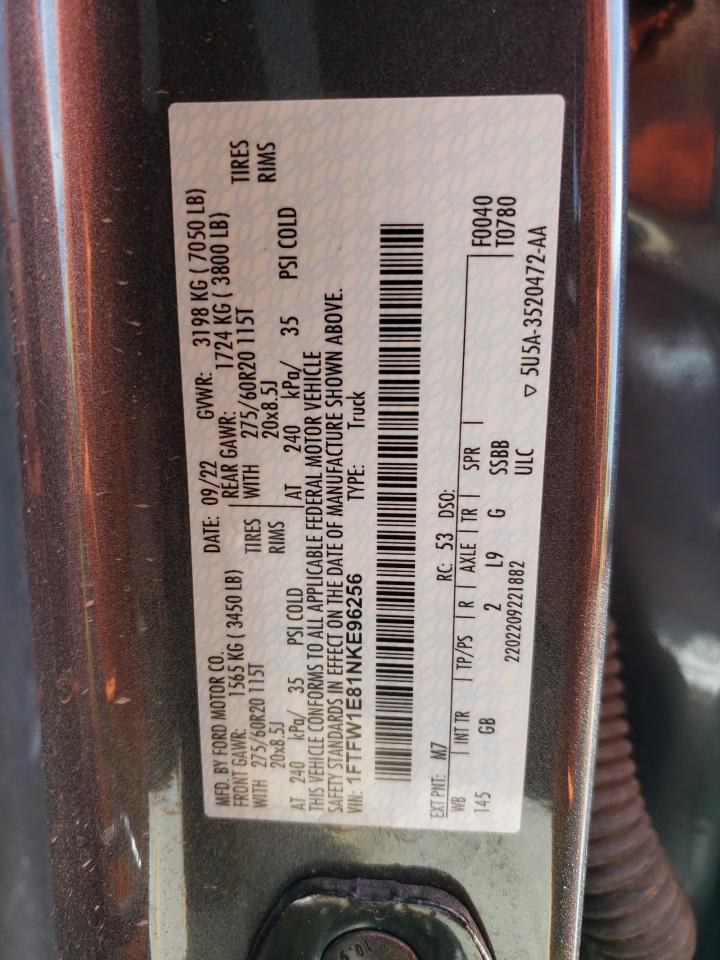 MFD. BY FORD MOTOR CO.
DATE: 09/22 GVWR: 3198 KG ( 7050 LB)
FRONT GAWR: 1565 KG ( 3450 LB)
REAR GAWR: 1724 KG ( 3800 LB)
WITH 275/60R20 115T TIRES
WITH 275/60R20 115T TIRES
20x8.5J RIMS
20x8.5J RIMS
AT 240 kPa/ 35 PSI COLD
AT 240 kPa/ 35 PSI COLD
THIS VEHICLE CONFORMS TO ALL APPLICABLE FEDERAL MOTOR VEHICLE
SAFETY STANDARDS IN EFFECT ON THE DATE OF MANUFACTURE SHOWN ABOVE.
VIN: 1FTFW1E81NKE96256 TYPE: Truck
EXT PNT: M7 RC: 53 DSO: F0040
WB INT TR TP/PS R AXLE TR SPR T0780
145 GB 2 L9 G SSBB
2202209221882 ULC
▽ 5U5A-3520472-AA